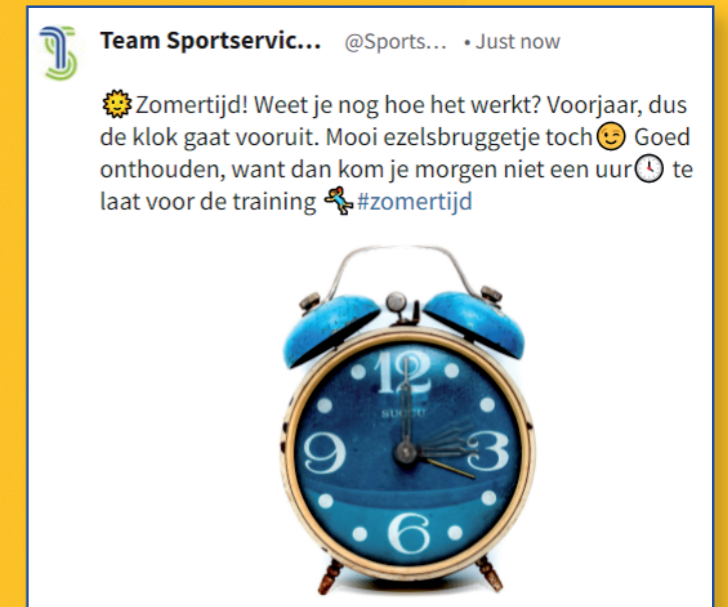 Team Sportservic... @Sports... • Just now
🌞Zomertijd! Weet je nog hoe het werkt? Voorjaar, dus
de klok gaat vooruit. Mooi ezelsbruggetje toch😉 Goed
onthouden, want dan kom je morgen niet een uur🕓 te
laat voor de training 🤸#zomertijd
12
9 3
6